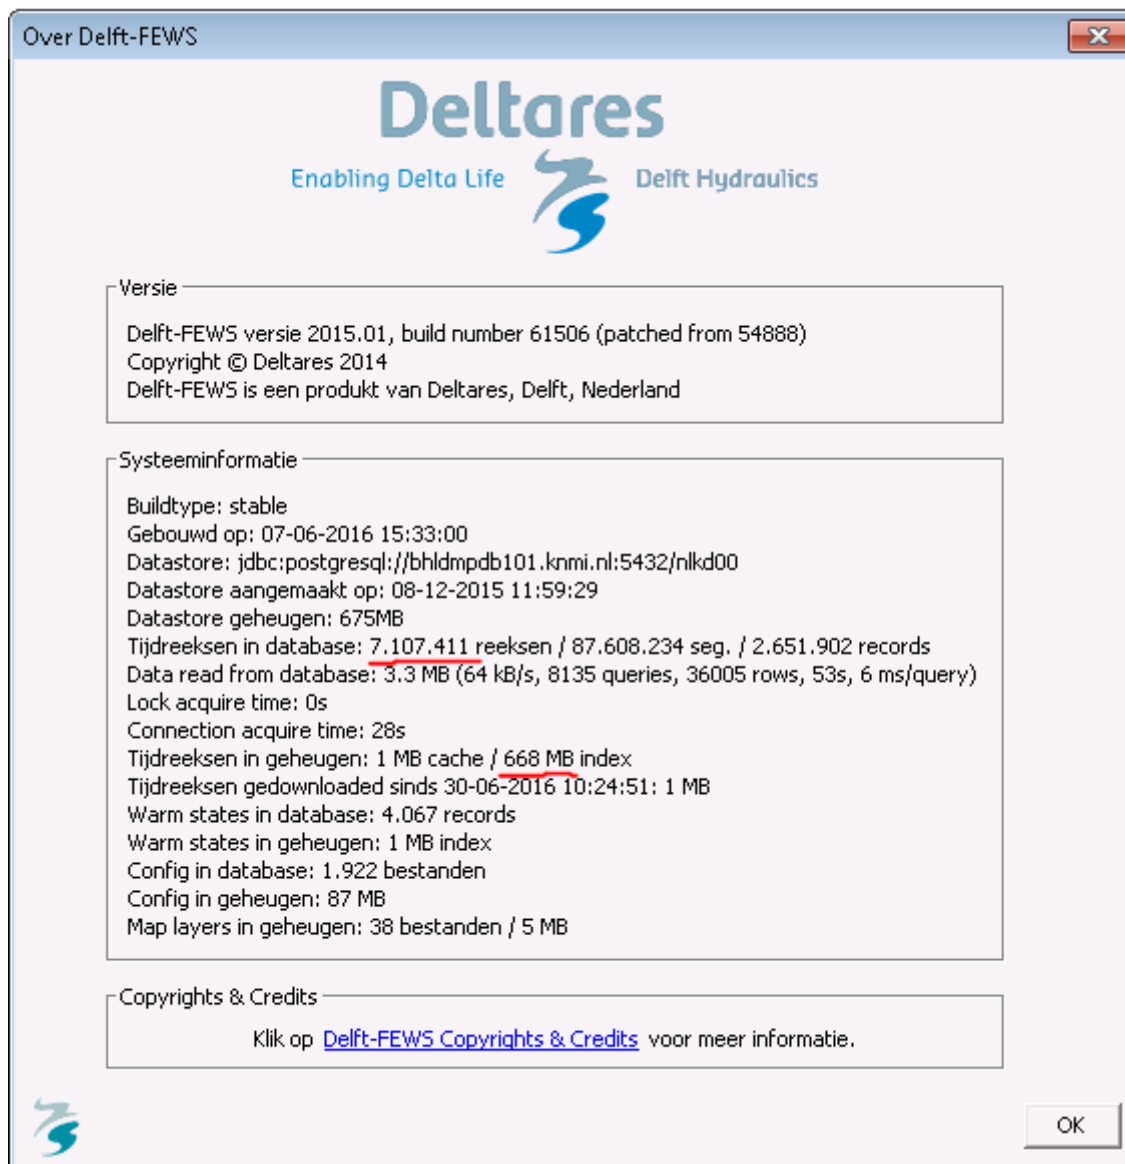 Over Delft-FEWS
Deltares
Enabling Delta Life Delft Hydraulics
Versie
Delft-FEWS versie 2015.01, build number 61506 (patched from 54888)
Copyright © Deltares 2014
Delft-FEWS is een produkt van Deltares, Delft, Nederland
Systeeminformatie
Buildtype: stable
Gebouwd op: 07-06-2016 15:33:00
Datastore: jdbc:postgresql://bhldmpdb101.knmi.nl:5432/nlkd00
Datastore aangemaakt op: 08-12-2015 11:59:29
Datastore geheugen: 675MB
Tijdreeksen in database: 7.107.411 reeksen / 87.608.234 seg. / 2.651.902 records
Data read from database: 3.3 MB (64 kB/s, 8135 queries, 36005 rows, 53s, 6 ms/query)
Lock acquire time: 0s
Connection acquire time: 28s
Tijdreeksen in geheugen: 1 MB cache / 668 MB index
Tijdreeksen gedownloaded sinds 30-06-2016 10:24:51: 1 MB
Warm states in database: 4.067 records
Warm states in geheugen: 1 MB index
Config in database: 1.922 bestanden
Config in geheugen: 87 MB
Map layers in geheugen: 38 bestanden / 5 MB
Copyrights & Credits
Klik op Delft-FEWS Copyrights & Credits voor meer informatie.
OK